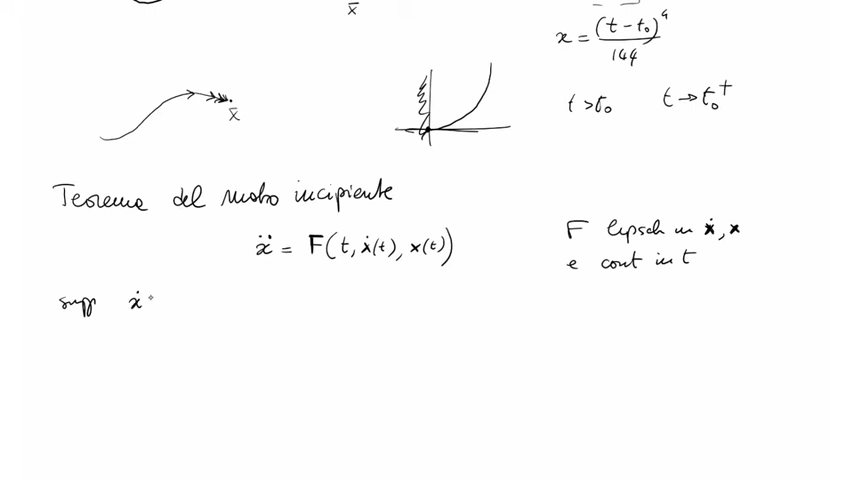 x̄
x = (t - t₀)⁴ / 144
x̄
t > t₀ t → t₀⁺
Teorema del moto incipiente
ẍ = F(t, ẋ(t), x(t))
F lipsch in ẋ, x
e cont in t
supp ẋ